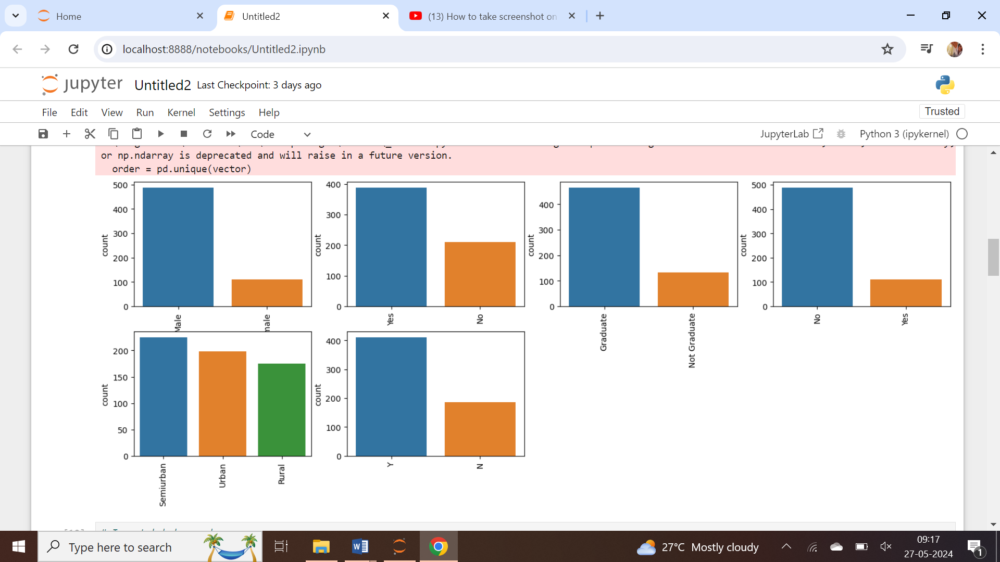 Home
Untitled2
(13) How to take screenshot on
localhost:8888/notebooks/Untitled2.ipynb
jupyter Untitled2 Last Checkpoint: 3 days ago
File Edit View Run Kernel Settings Help
Trusted
Code
JupyterLab
Python 3 (ipykernel)
or np.ndarray is deprecated and will raise in a future version.
order = pd.unique(vector)
500
400
300
200
100
0
count
Male
male
400
300
200
100
0
count
Yes
No
400
300
200
100
0
count
Graduate
Not Graduate
500
400
300
200
100
0
count
No
Yes
200
150
100
50
0
count
Semiurban
Urban
Rural
400
300
200
100
0
count
Y
N
Type here to search
27°C Mostly cloudy
09:17
27-05-2024
1